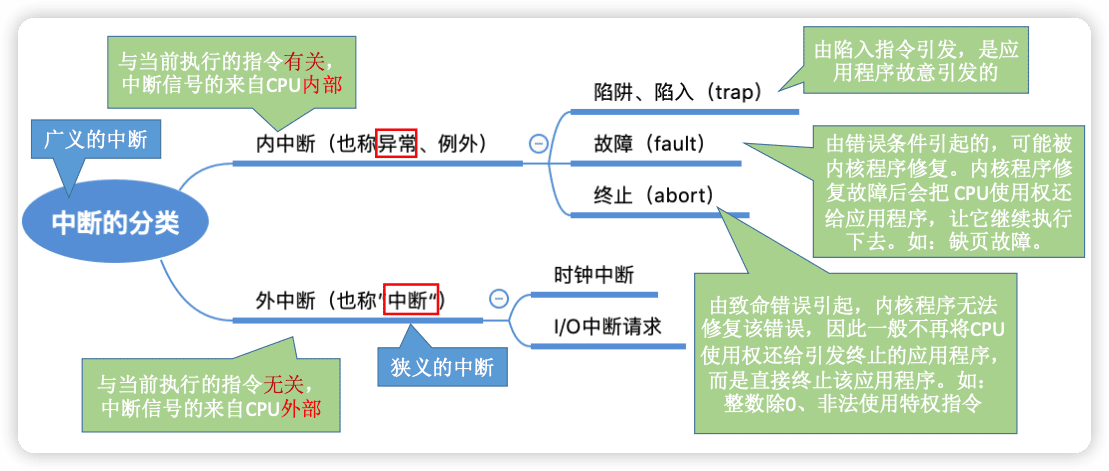 与当前执行的指令有关，
中断信号的来自CPU内部
由陷入指令引发，是应
用程序故意引发的
陷阱、陷入（trap）
广义的中断
内中断（也称异常、例外）
故障（fault）
由错误条件引起的，可能被
内核程序修复。内核程序修
复故障后会把 CPU使用权还
给应用程序，让它继续执行
下去。如：缺页故障。
终止（abort）
中断的分类
时钟中断
外中断（也称”中断“）
I/O中断请求
由致命错误引起，内核程序无法
修复该错误，因此一般不再将CPU
使用权还给引发终止的应用程序，
而是直接终止该应用程序。如：
整数除0、非法使用特权指令
狭义的中断
与当前执行的指令无关，
中断信号的来自CPU外部